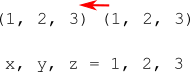 (1, 2, 3) (1, 2, 3)
x, y, z = 1, 2, 3